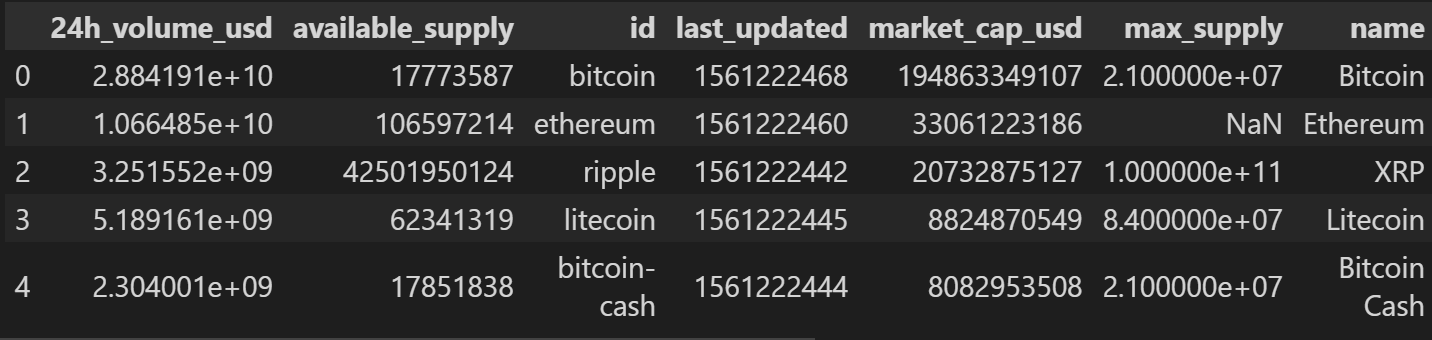 24h_volume_usd available_supply id last_updated market_cap_usd max_supply name
0 2.884191e+10 17773587 bitcoin 1561222468 194863349107 2.100000e+07 Bitcoin
1 1.066485e+10 106597214 ethereum 1561222460 33061223186 NaN Ethereum
2 3.251552e+09 42501950124 ripple 1561222442 20732875127 1.000000e+11 XRP
3 5.189161e+09 62341319 litecoin 1561222445 8824870549 8.400000e+07 Litecoin
4 2.304001e+09 17851838 bitcoin-
cash 1561222444 8082953508 2.100000e+07 Bitcoin
Cash